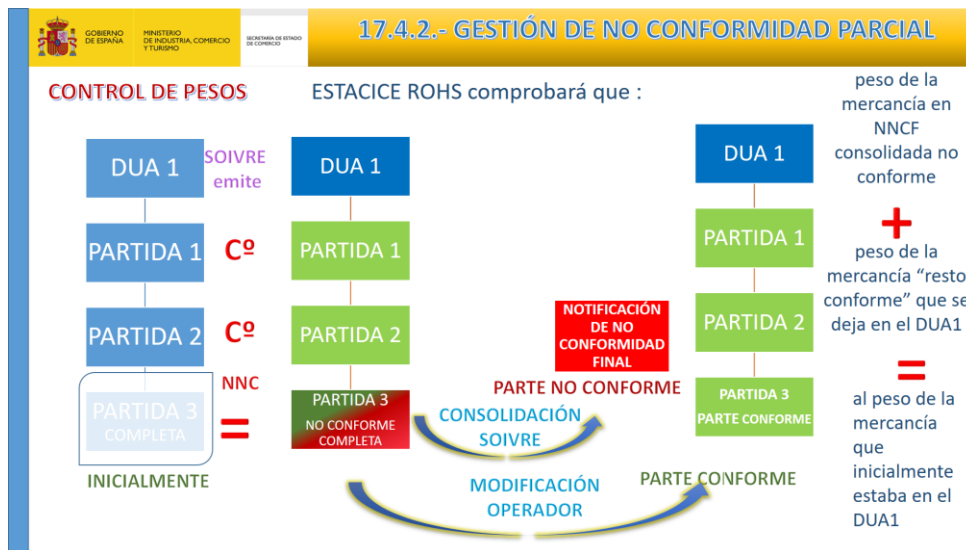 GOBIERNO
DE ESPAÑA
MINISTERIO
DE INDUSTRIA, COMERCIO
Y TURISMO
SECRETARÍA DE ESTADO
DE COMERCIO
17.4.2.- GESTIÓN DE NO CONFORMIDAD PARCIAL
CONTROL DE PESOS
ESTACICE ROHS comprobará que :
DUA 1
PARTIDA 1
PARTIDA 2
PARTIDA 3
COMPLETA
INICIALMENTE
SOIVRE
emite
Cº
Cº
NNC
=
DUA 1
PARTIDA 1
PARTIDA 2
PARTIDA 3
NO CONFORME
COMPLETA
CONSOLIDACIÓN
SOIVRE
MODIFICACIÓN
OPERADOR
NOTIFICACIÓN
DE NO
CONFORMIDAD
FINAL
PARTE NO CONFORME
DUA 1
PARTIDA 1
PARTIDA 2
PARTIDA 3
PARTE CONFORME
PARTE CONFORME
peso de la
mercancía en
NNCF
consolidada no
conforme
+
peso de la
mercancía "resto
conforme" que se
deja en el DUA1
=
al peso de la
mercancía
que
inicialmente
estaba en el
DUA1